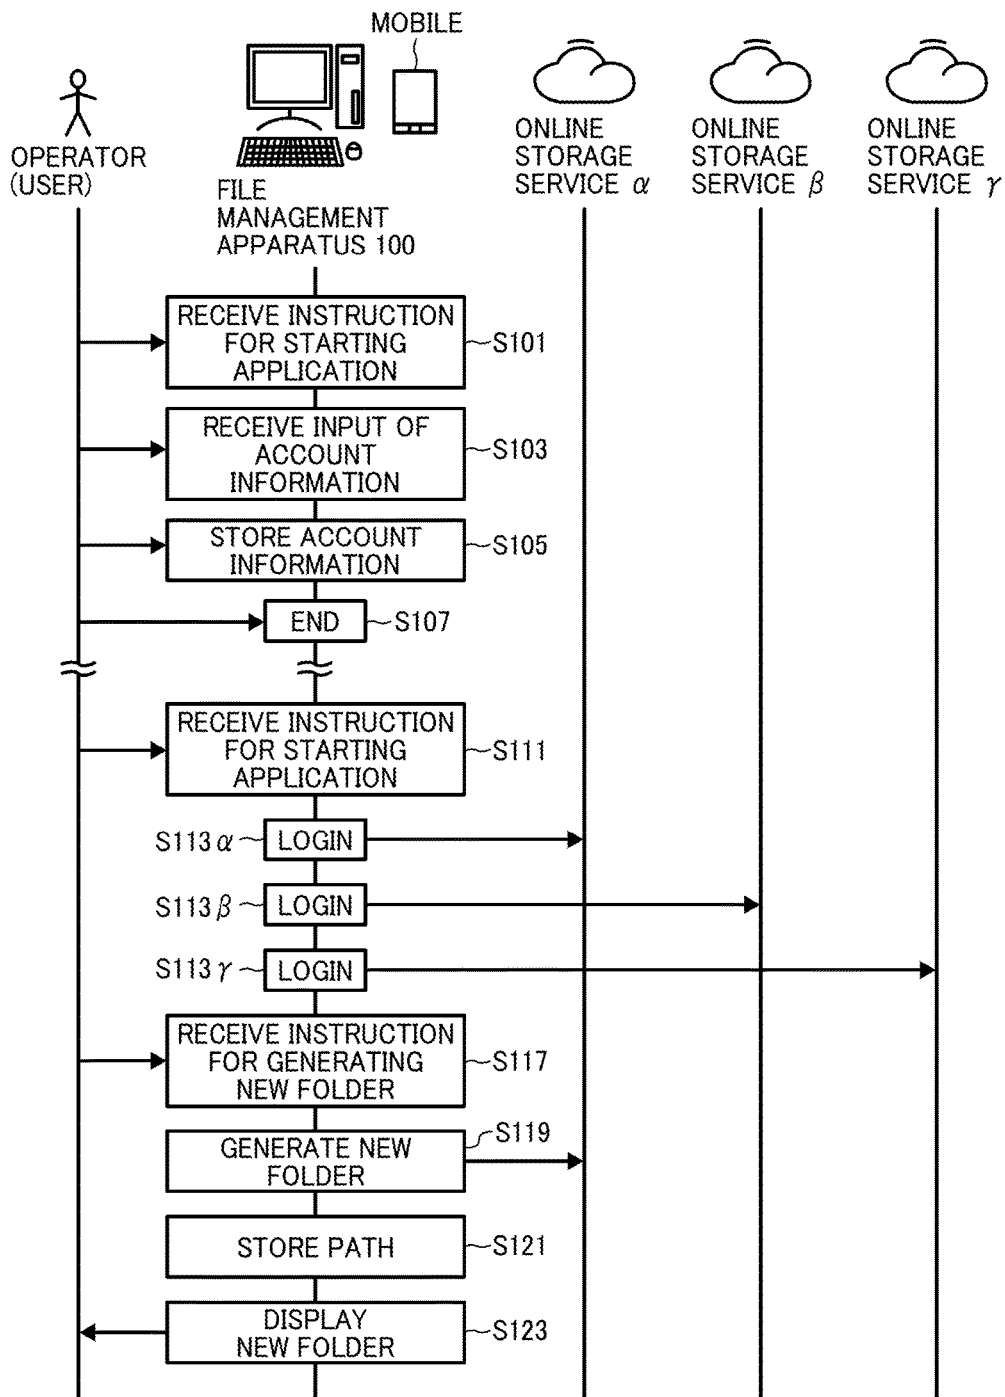 MOBILE
OPERATOR
(USER)
FILE
MANAGEMENT
APPARATUS 100
ONLINE
STORAGE
SERVICE α
ONLINE
STORAGE
SERVICE β
ONLINE
STORAGE
SERVICE γ
RECEIVE INSTRUCTION
FOR STARTING
APPLICATION
S101
RECEIVE INPUT OF
ACCOUNT
INFORMATION
S103
STORE ACCOUNT
INFORMATION
S105
END
S107
RECEIVE INSTRUCTION
FOR STARTING
APPLICATION
S111
S113α
LOGIN
S113β
LOGIN
S113γ
LOGIN
RECEIVE INSTRUCTION
FOR GENERATING
NEW FOLDER
S117
GENERATE NEW
FOLDER
S119
STORE PATH
S121
DISPLAY
NEW FOLDER
S123